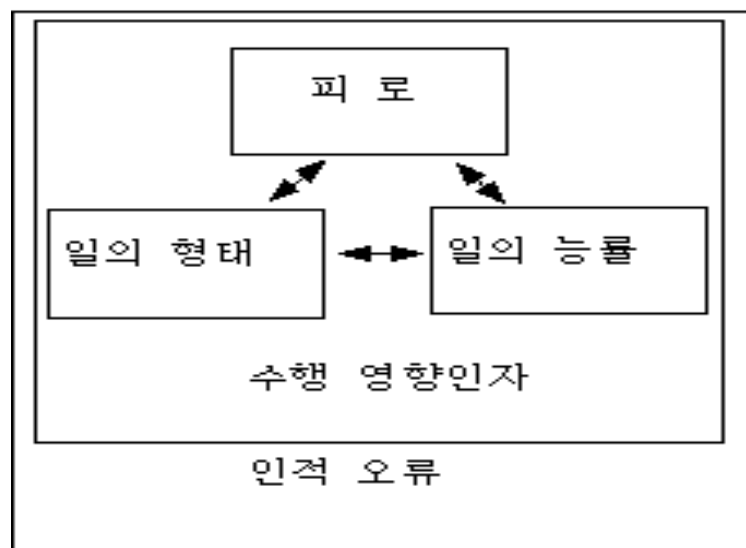 피 로
일의 형태
일의 능률
수행 영향인자
인적 오류